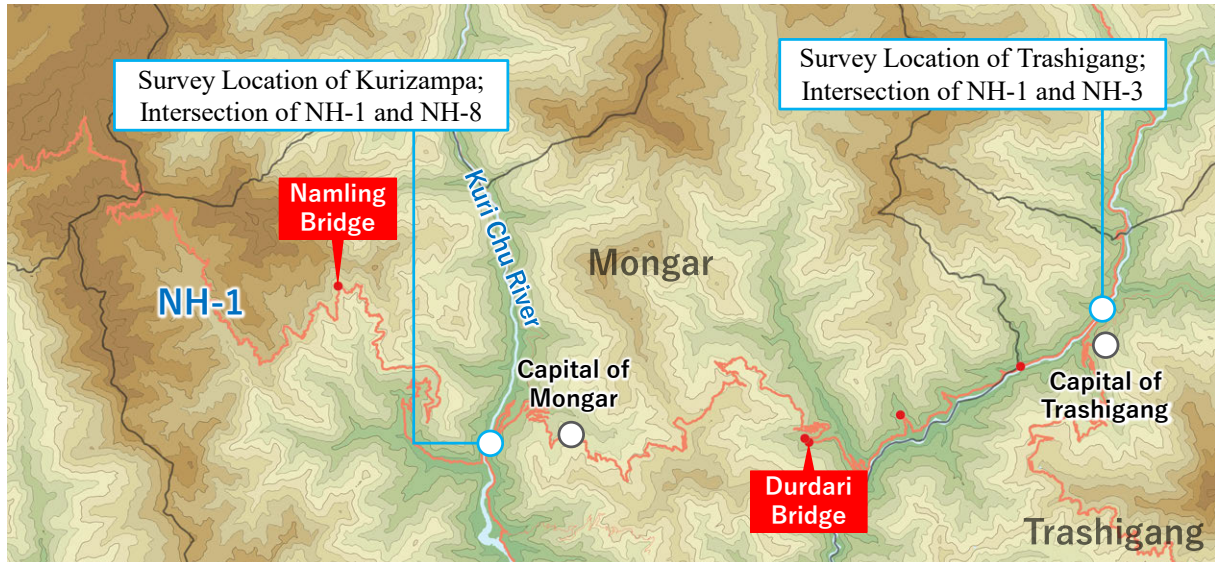 Survey Location of Kurizampa;
Intersection of NH-1 and NH-8
Survey Location of Trashigang;
Intersection of NH-1 and NH-3
Namling
Bridge
Kuri Chu River
Mongar
NH-1
Capital of
Mongar
Capital of
Trashigang
Durdari
Bridge
Trashigang